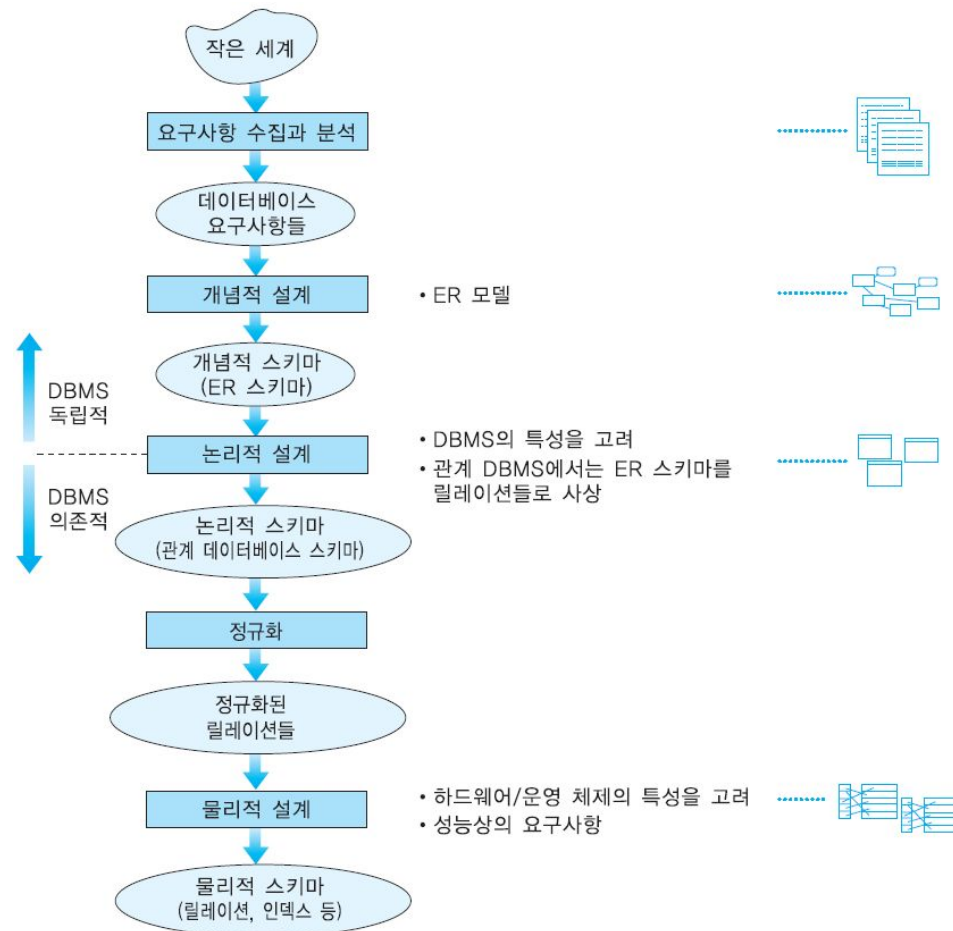 작은 세계
요구사항 수집과 분석
데이터베이스
요구사항들
개념적 설계
• ER 모델
개념적 스키마
(ER 스키마)
DBMS
독립적
논리적 설계
• DBMS의 특성을 고려
• 관계 DBMS에서는 ER 스키마를
릴레이션들로 사상
DBMS
의존적
논리적 스키마
(관계 데이터베이스 스키마)
정규화
정규화된
릴레이션들
물리적 설계
• 하드웨어/운영 체제의 특성을 고려
• 성능상의 요구사항
물리적 스키마
(릴레이션, 인덱스 등)